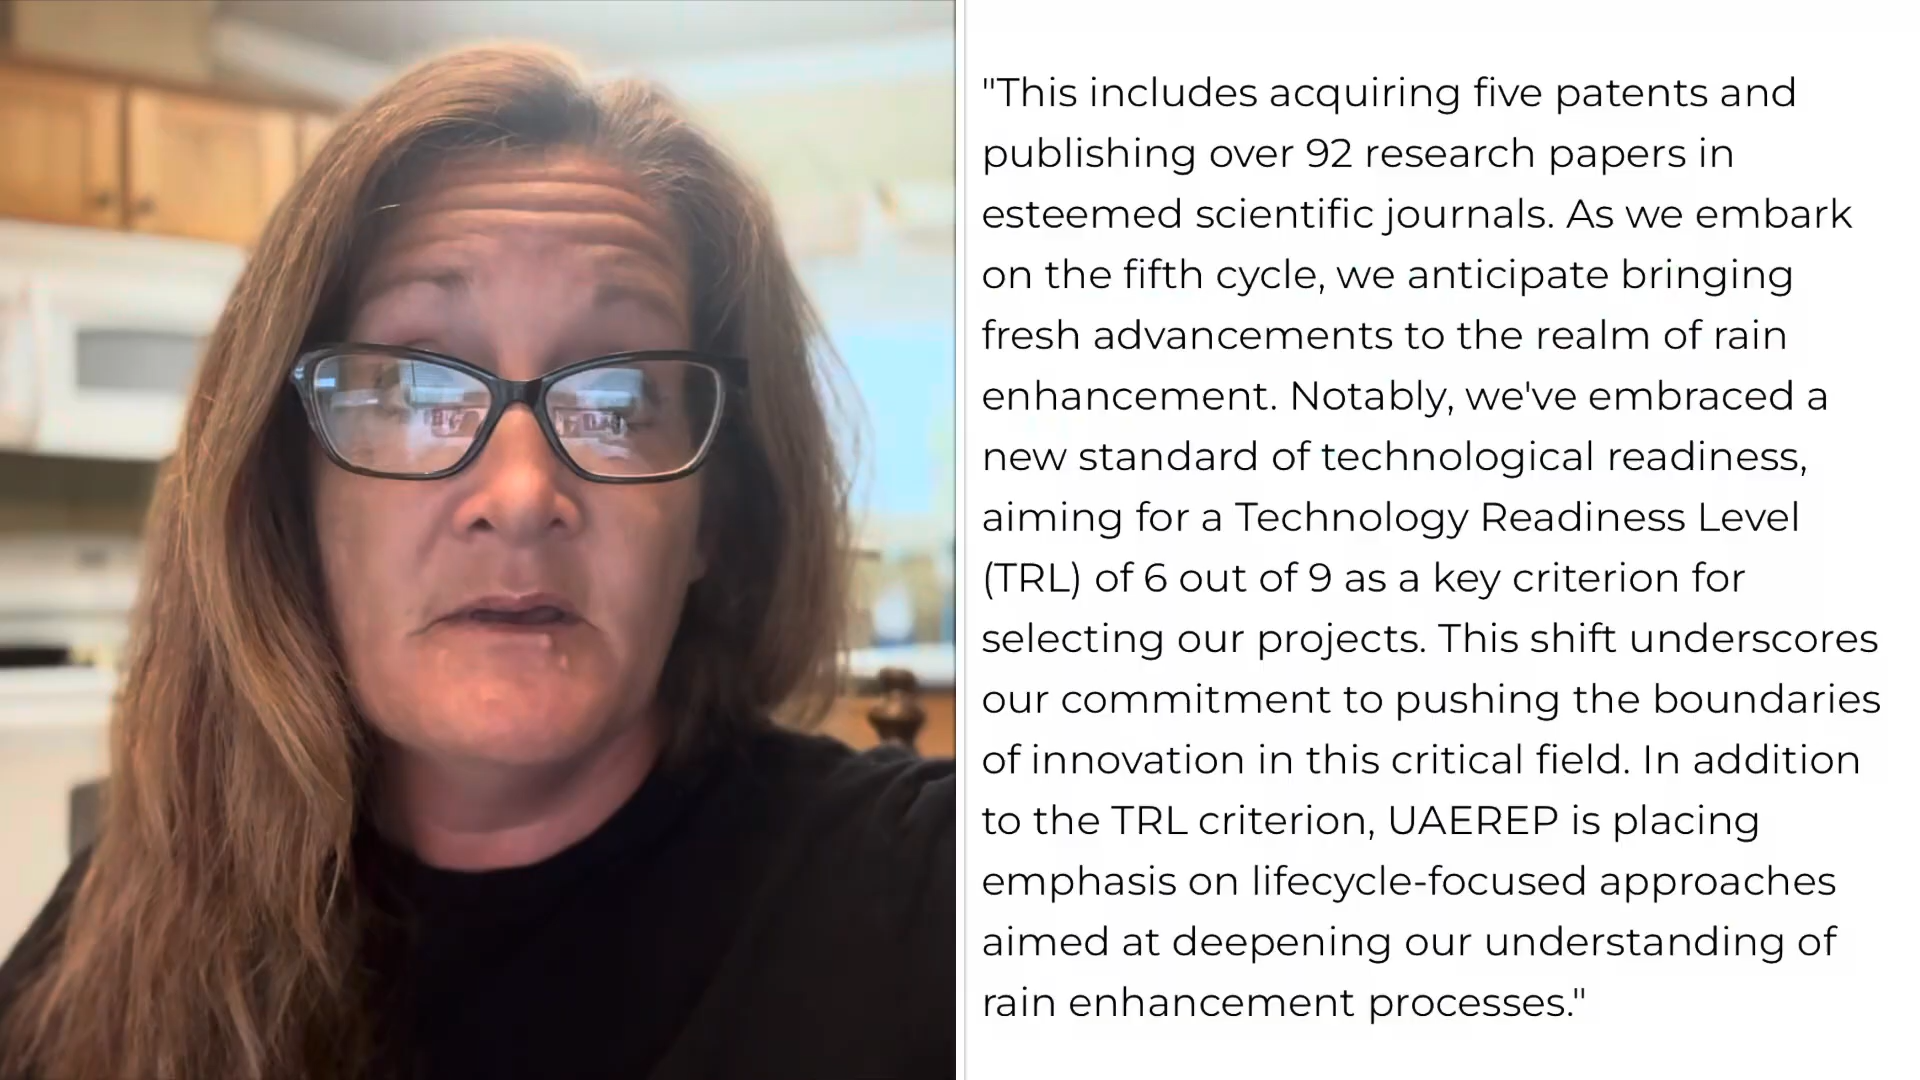 "This includes acquiring five patents and
publishing over 92 research papers in
esteemed scientific journals. As we embark
on the fifth cycle, we anticipate bringing
fresh advancements to the realm of rain
enhancement. Notably, we've embraced a
new standard of technological readiness,
aiming for a Technology Readiness Level
(TRL) of 6 out of 9 as a key criterion for
selecting our projects. This shift underscores
our commitment to pushing the boundaries
of innovation in this critical field. In addition
to the TRL criterion, UAEREP is placing
emphasis on lifecycle-focused approaches
aimed at deepening our understanding of
rain enhancement processes."